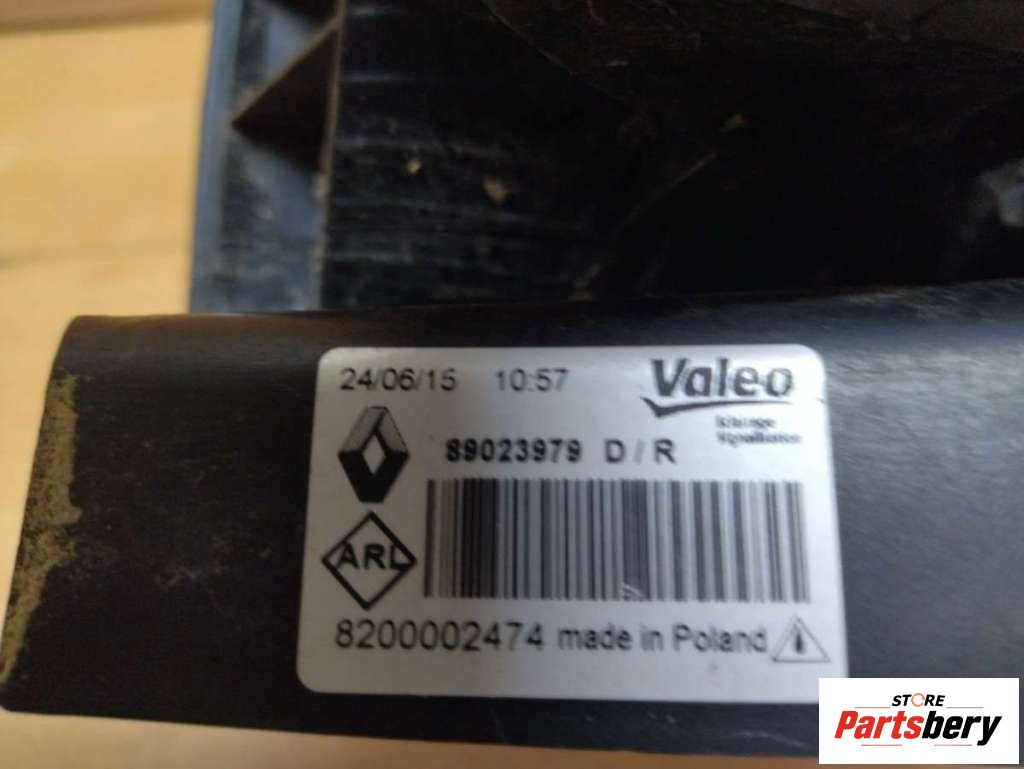 24/06/15 10:57 Valeo
89023979 D/R
ARL
8200002474 made in Poland
STORE
Partsbery